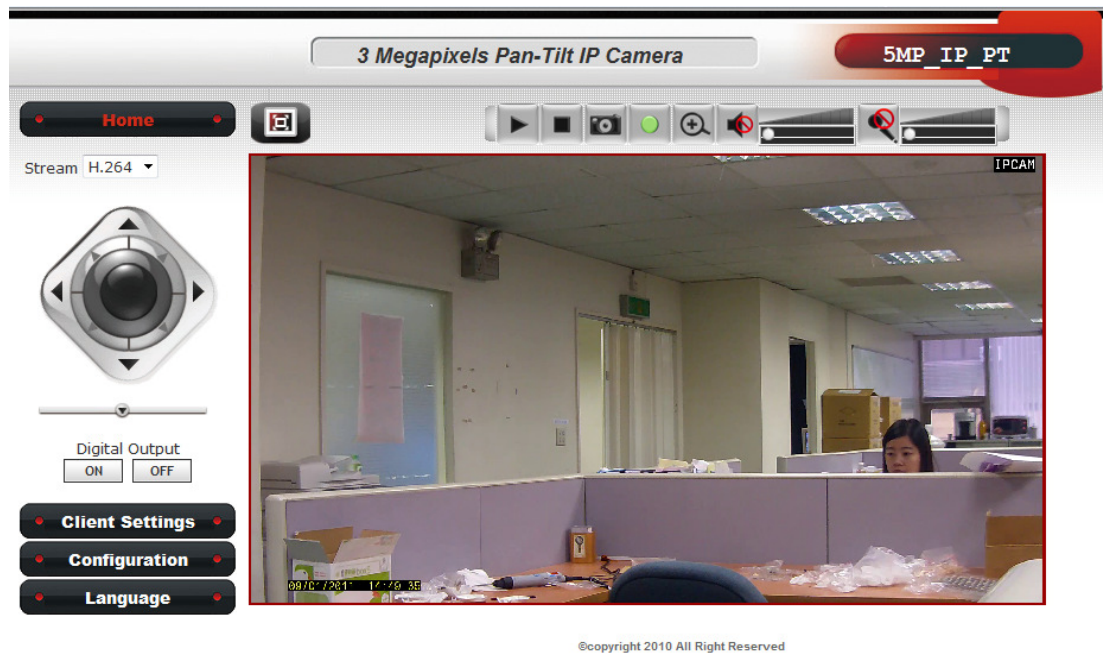 3 Megapixels Pan-Tilt IP Camera
5MP_IP_PT
Home
Stream H.264
IPCAM
Digital Output
ON OFF
Client Settings
Configuration
Language
©copyright 2010 All Right Reserved